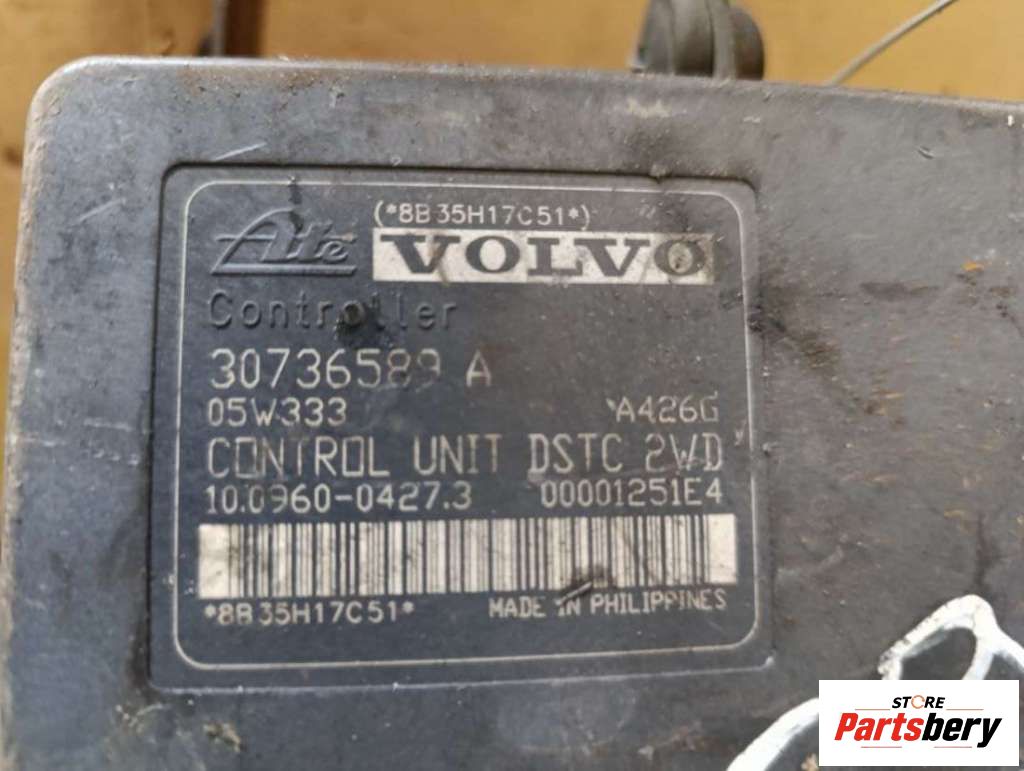 (*8B35H17C51*)
Ate VOLVO
Controller
30736589 A
05W333 A426G
CONTROL UNIT DSTC 2WD
10.0960-0427.3 00001251E4
*8B35H17C51* MADE IN PHILIPPINES
STORE
Partsbery